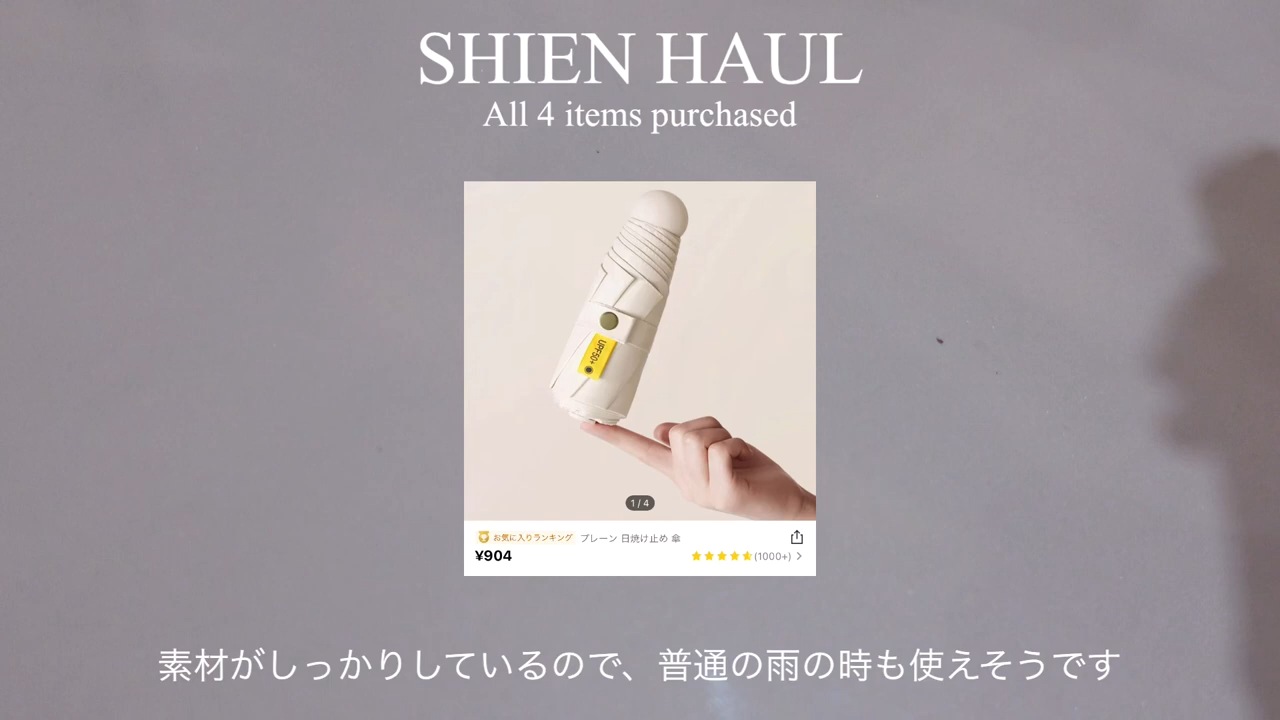 SHIEN HAUL
All 4 items purchased
UPF50+
1 / 4
お気に入りランキング プレーン 日焼け止め 傘
¥904
(1000+)
素材がしっかりしているので、普通の雨の時も使えそうです